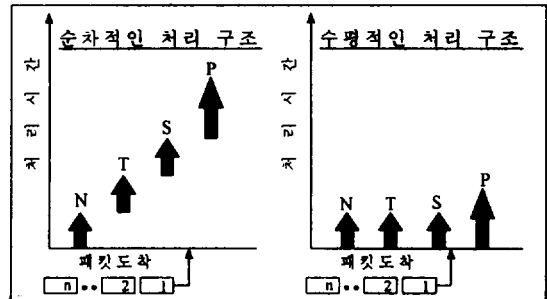 순차적인 처리 구조
처리시간
P
S
T
N
패킷도착
n .. 2 1
수평적인 처리 구조
처리시간
N T S P
패킷도착
n .. 2 1